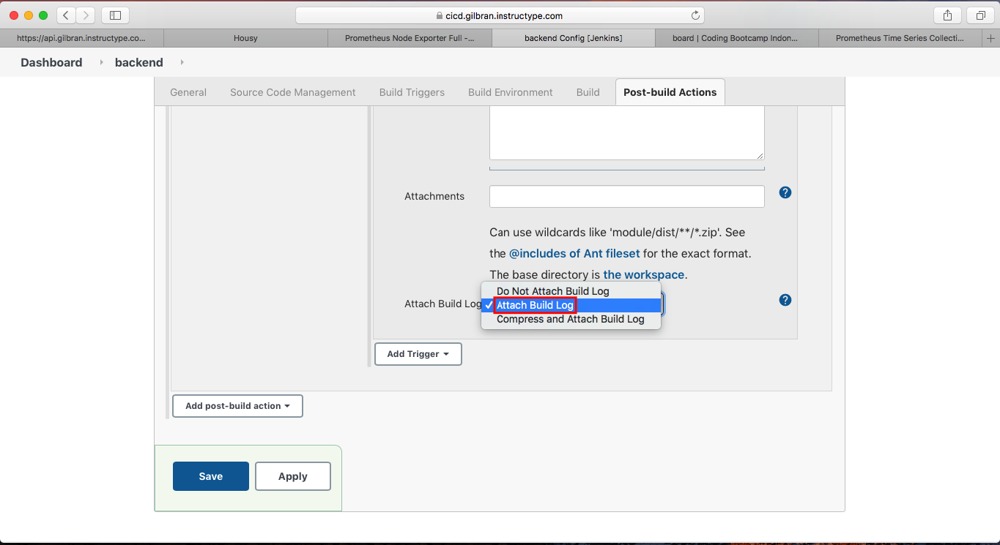 cicd.gilbran.instructype.com
https://api.gilbran.instructype.co...
Housy
Prometheus Node Exporter Full -...
backend Config [Jenkins]
board | Coding Bootcamp Indon...
Prometheus Time Series Collecti...
Dashboard
backend
General
Source Code Management
Build Triggers
Build Environment
Build
Post-build Actions
Attachments
?
Can use wildcards like 'module/dist/**/*.zip'. See
the @includes of Ant fileset for the exact format.
The base directory is the workspace.
Do Not Attach Build Log
Attach Build Log
✓ Attach Build Log
?
Compress and Attach Build Log
Add Trigger
Add post-build action
Save
Apply